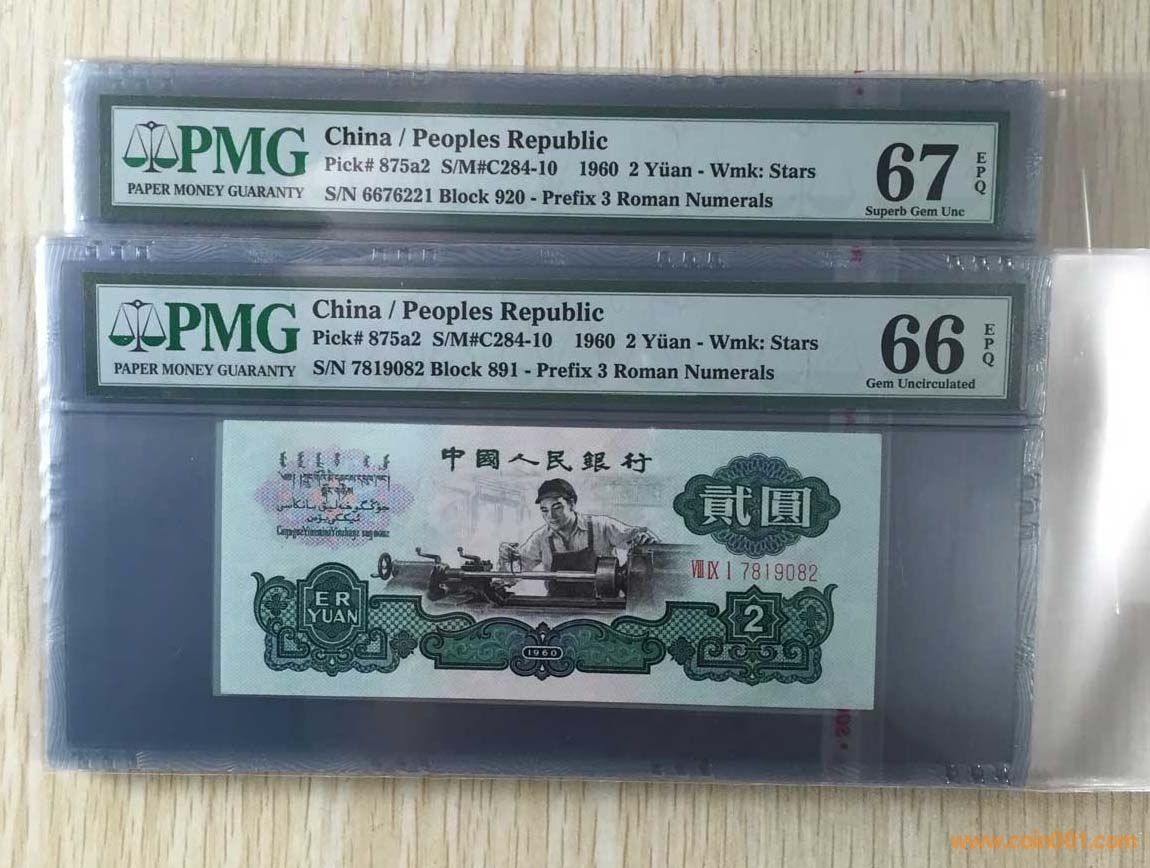 PMG
PAPER MONEY GUARANTY
China / Peoples Republic
Pick# 875a2 S/M#C284-10 1960 2 Yüan - Wmk: Stars
S/N 6676221 Block 920 - Prefix 3 Roman Numerals
67
Superb Gem Unc
EPQ
PMG
PAPER MONEY GUARANTY
China / Peoples Republic
Pick# 875a2 S/M#C284-10 1960 2 Yüan - Wmk: Stars
S/N 7819082 Block 891 - Prefix 3 Roman Numerals
66
Gem Uncirculated
EPQ
中國人民銀行
貳圓
VIII IX I 7819082
ER
YUAN
1960
2
www.coin001.com